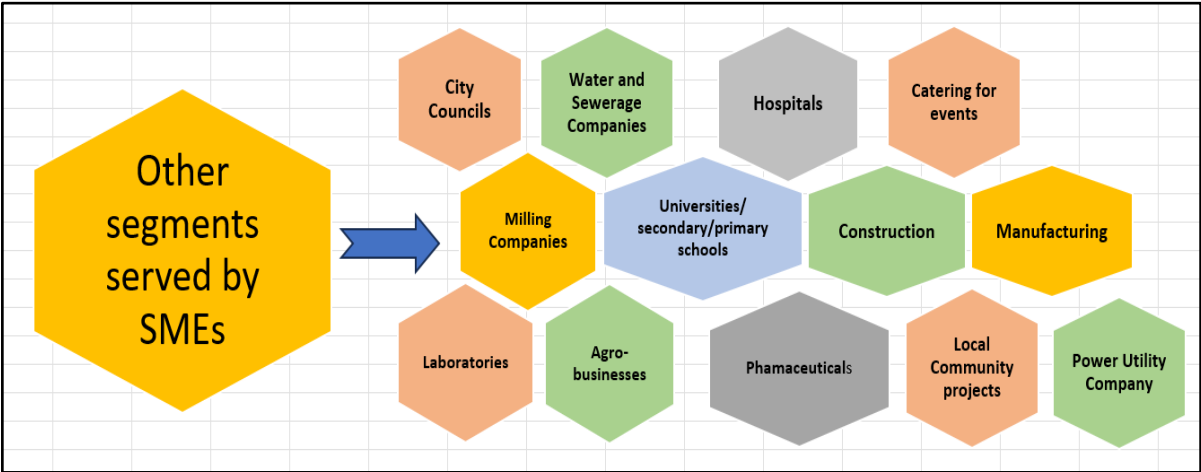 Other
segments
served by
SMEs
City
Councils
Water and
Sewerage
Companies
Hospitals
Catering for
events
Milling
Companies
Universities/
secondary/primary
schools
Construction
Manufacturing
Laboratories
Agro-
businesses
Phamaceuticals
Local
Community
projects
Power Utility
Company